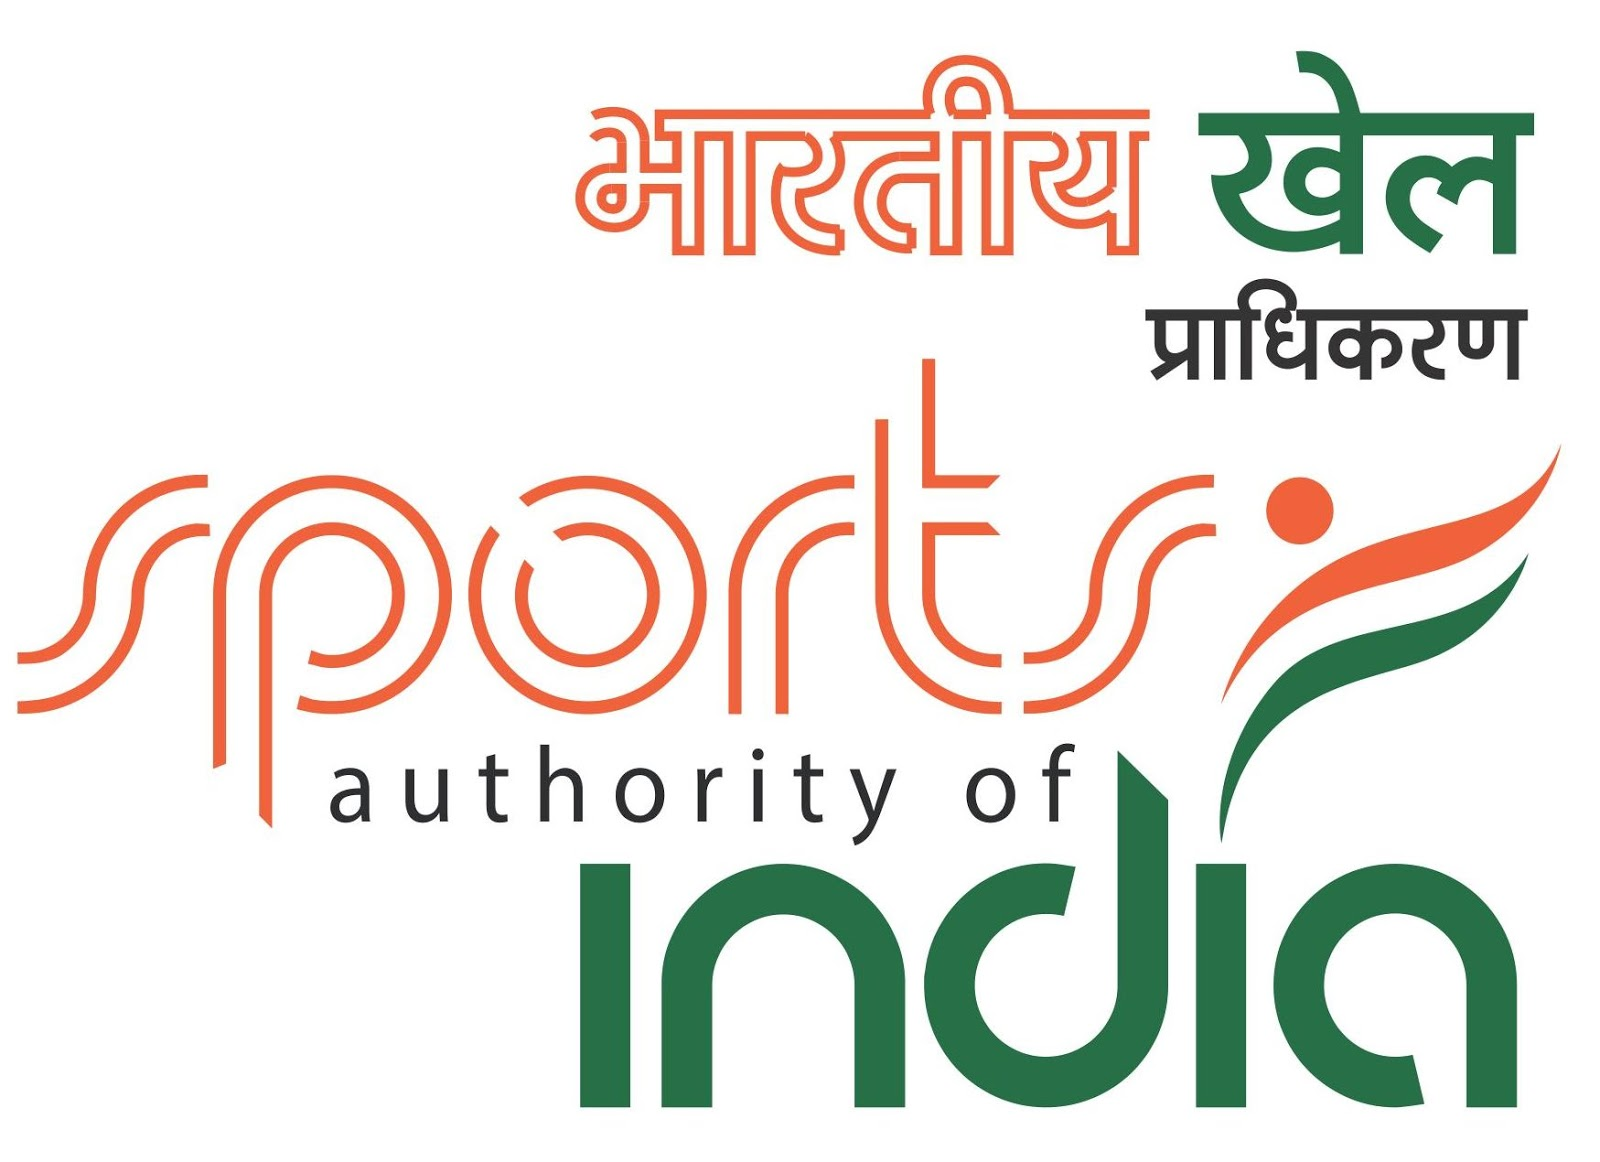 भारतीय खेल
प्राधिकरण
sports
authority of
india